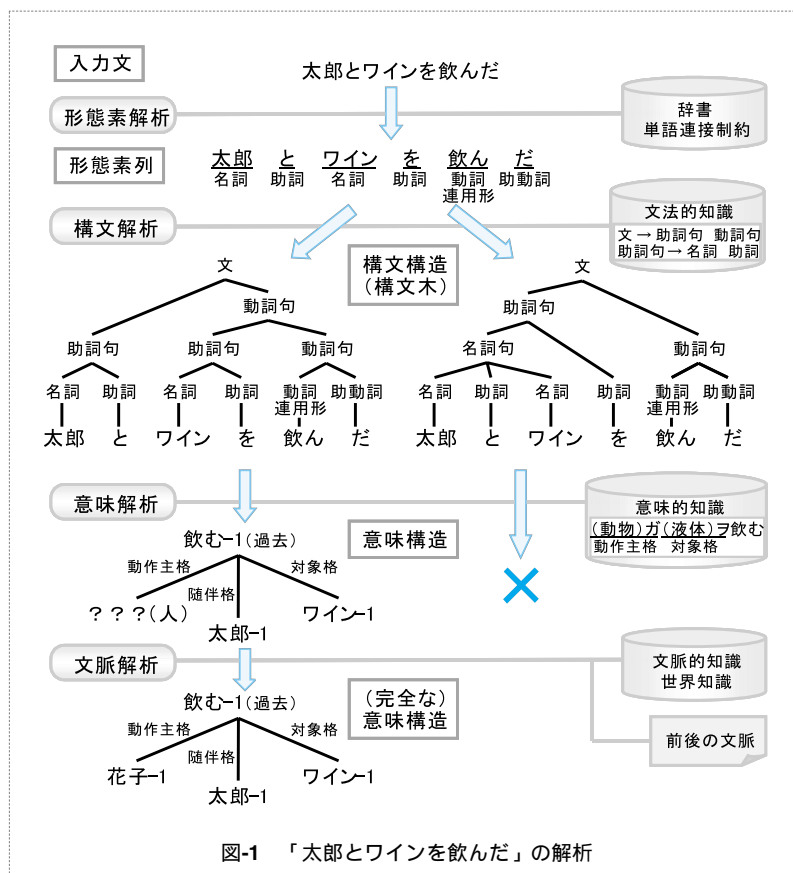 入力文
太郎とワインを飲んだ
形態素解析
辞書
単語連接制約
形態素列
太郎 と ワイン を 飲ん だ
名詞 助詞 名詞 助詞 動詞 助動詞
連用形
構文解析
文法的知識
文→助詞句 動詞句
助詞句→名詞 助詞
構文構造
(構文木)
文
動詞句
助詞句 助詞句 動詞句
名詞 助詞 名詞 助詞 動詞 助動詞
連用形
太郎 と ワイン を 飲ん だ
文
助詞句
名詞句 動詞句
名詞 助詞 名詞 助詞 動詞 助動詞
連用形
太郎 と ワイン を 飲ん だ
意味解析
意味的知識
(動物)ガ(液体)ヲ飲む
動作主格 対象格
意味構造
飲む-1(過去)
動作主格 随伴格 対象格
???(人) 太郎-1 ワイン-1
文脈解析
文脈的知識
世界知識
前後の文脈
(完全な)
意味構造
飲む-1(過去)
動作主格 随伴格 対象格
花子-1 太郎-1 ワイン-1
図-1 「太郎とワインを飲んだ」の解析